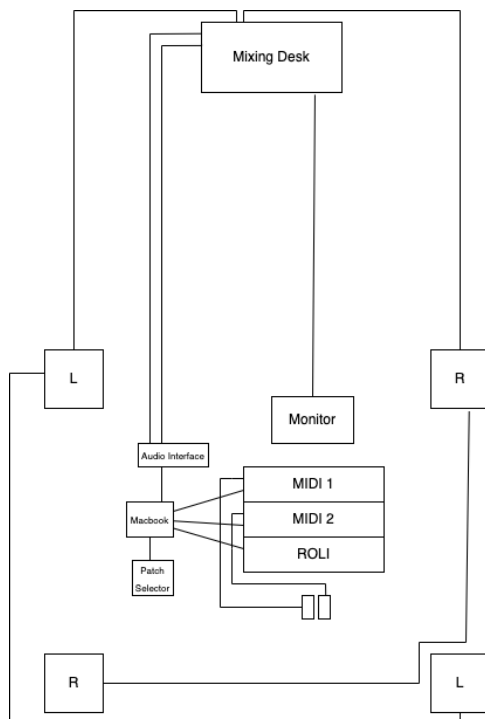 Mixing Desk
L
R
Monitor
Audio Interface
MIDI 1
Macbook
MIDI 2
ROLI
Patch
Selector
R
L